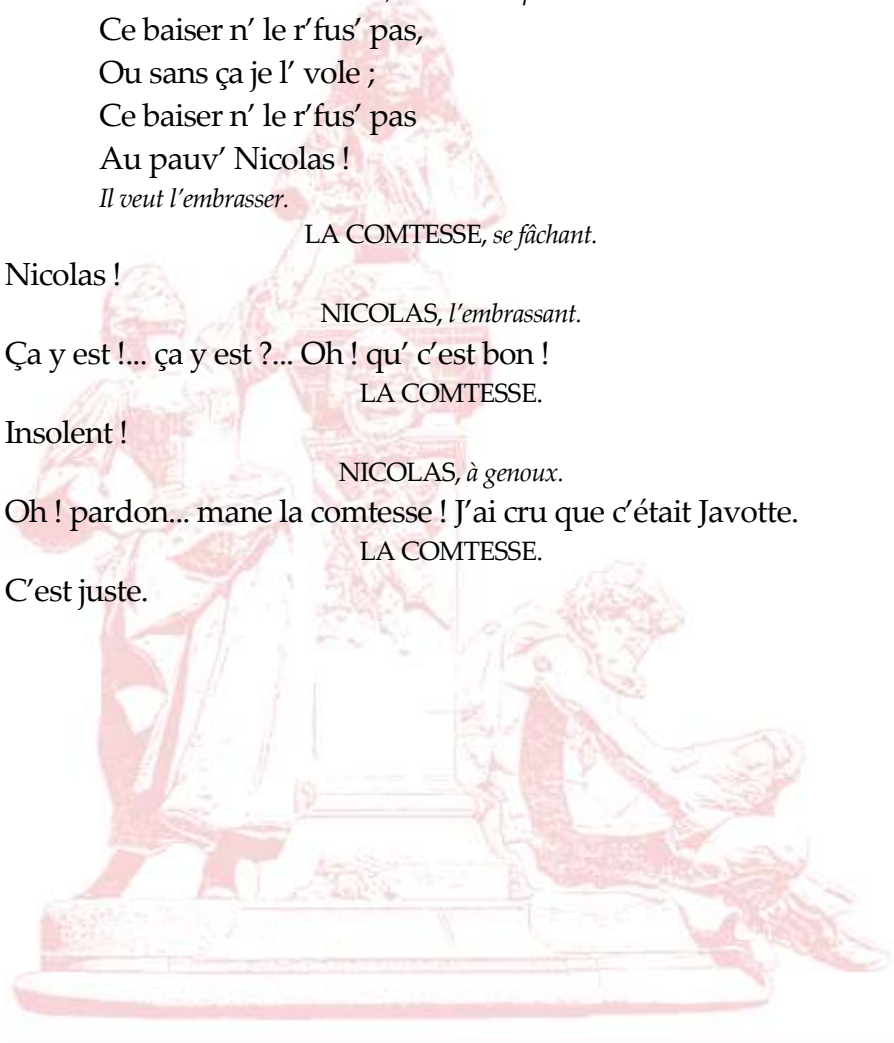 Ce baiser n’ le r’fus’ pas,
Ou sans ça je l’ vole ;
Ce baiser n’ le r’fus’ pas
Au pauv’ Nicolas !
Il veut l’embrasser.
LA COMTESSE, se fâchant.
Nicolas !
NICOLAS, l’embrassant.
Ça y est !... ça y est ?... Oh ! qu’ c’est bon !
LA COMTESSE.
Insolent !
NICOLAS, à genoux.
Oh ! pardon... mane la comtesse ! J’ai cru que c’était Javotte.
LA COMTESSE.
C’est juste.